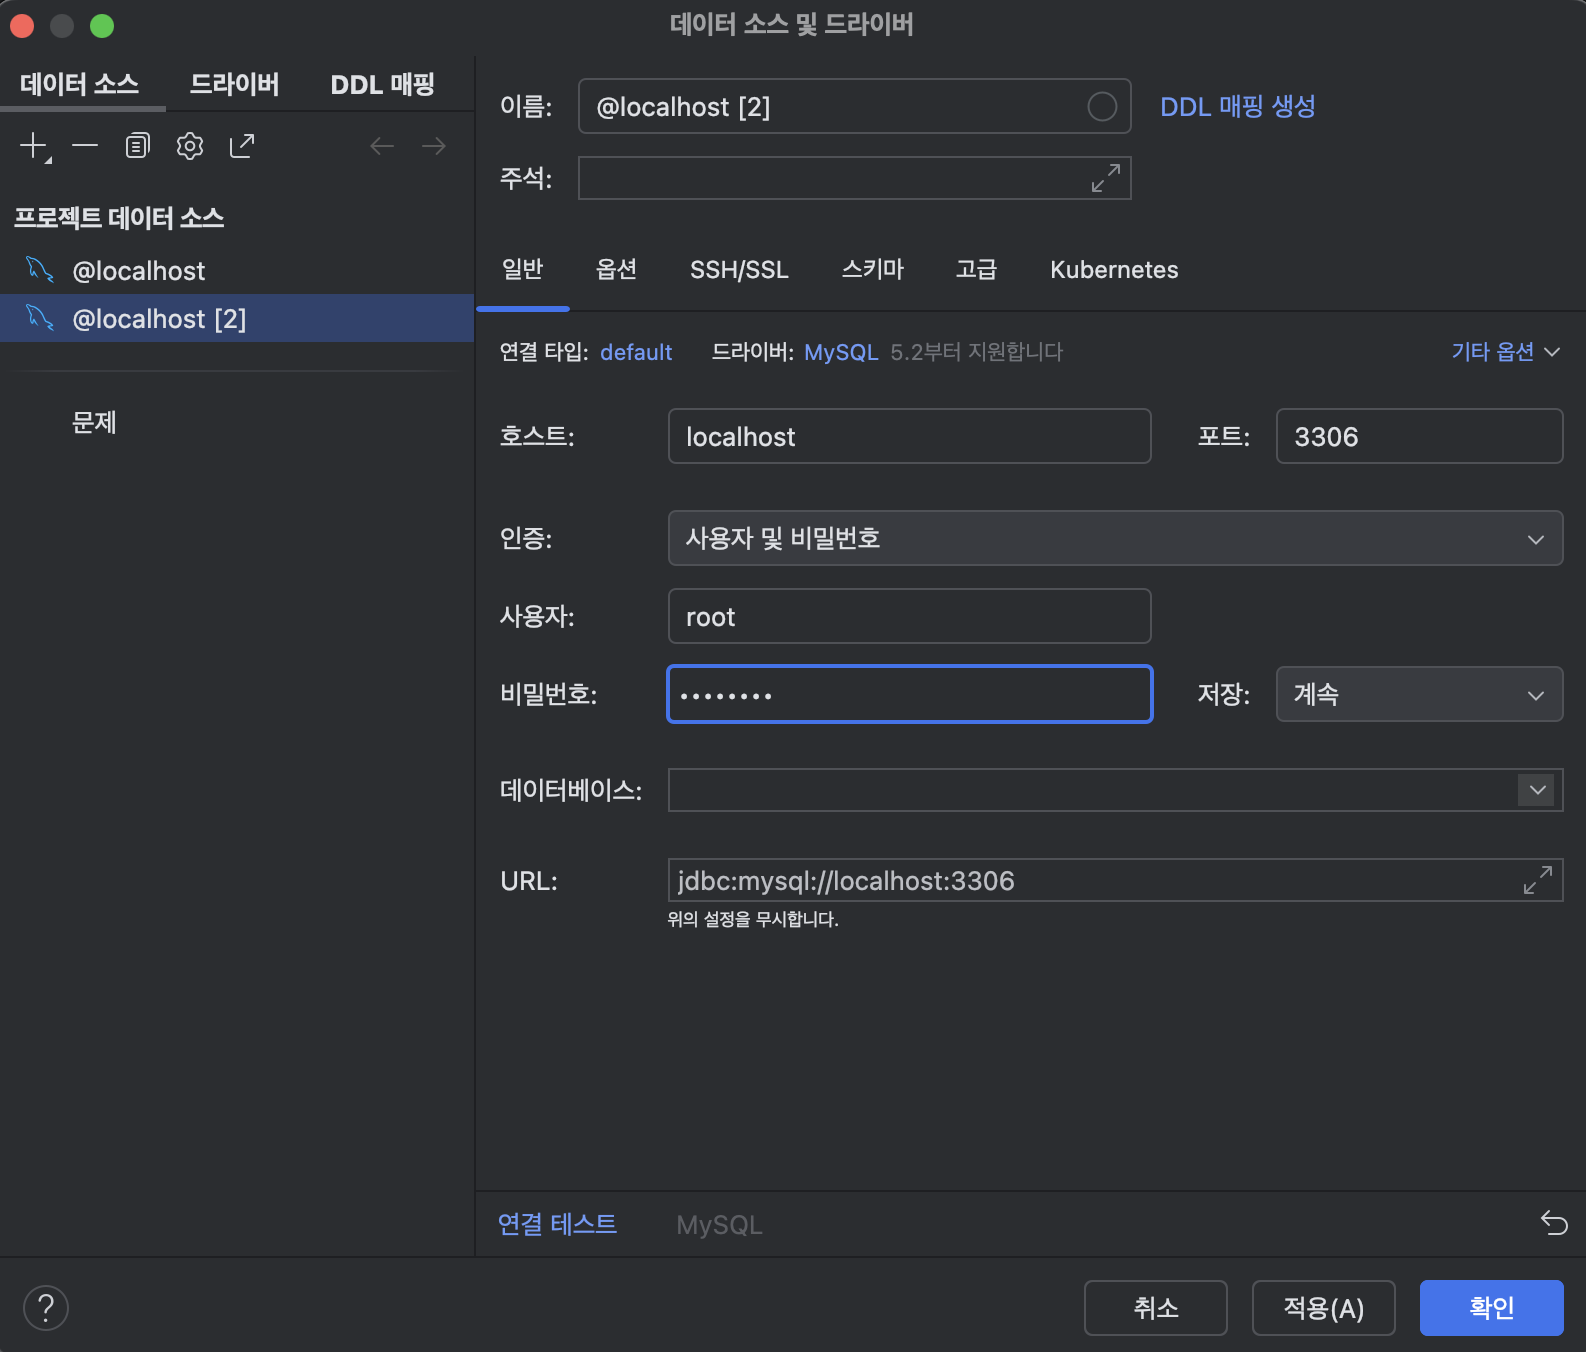 데이터 소스 및 드라이버
데이터 소스 드라이버 DDL 매핑
프로젝트 데이터 소스
@localhost
@localhost [2]
문제
이름: @localhost [2] DDL 매핑 생성
주석:
일반 옵션 SSH/SSL 스키마 고급 Kubernetes
연결 타입: default 드라이버: MySQL 5.2부터 지원합니다 기타 옵션
호스트: localhost 포트: 3306
인증: 사용자 및 비밀번호
사용자: root
비밀번호: •••••••• 저장: 계속
데이터베이스:
URL: jdbc:mysql://localhost:3306
위의 설정을 무시합니다.
연결 테스트 MySQL
? 취소 적용(A) 확인